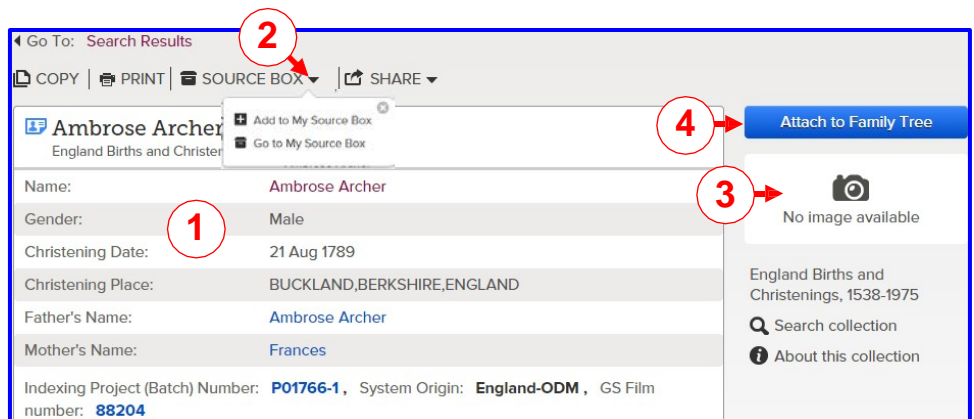 Go To: Search Results
2
COPY PRINT SOURCE BOX SHARE
Add to My Source Box
Go to My Source Box
Ambrose Archer
England Births and
4
Attach to Family Tree
Name: Ambrose Archer
Gender: Male
1
Christening Date: 21 Aug 1789
Christening Place: BUCKLAND,BERKSHIRE,ENGLAND
Father's Name: Ambrose Archer
Mother's Name: Frances
Indexing Project (Batch) Number: P01766-1 , System Origin: England-ODM , GS Film
number: 88204
3
No image available
England Births and
Christenings, 1538-1975
Search collection
About this collection